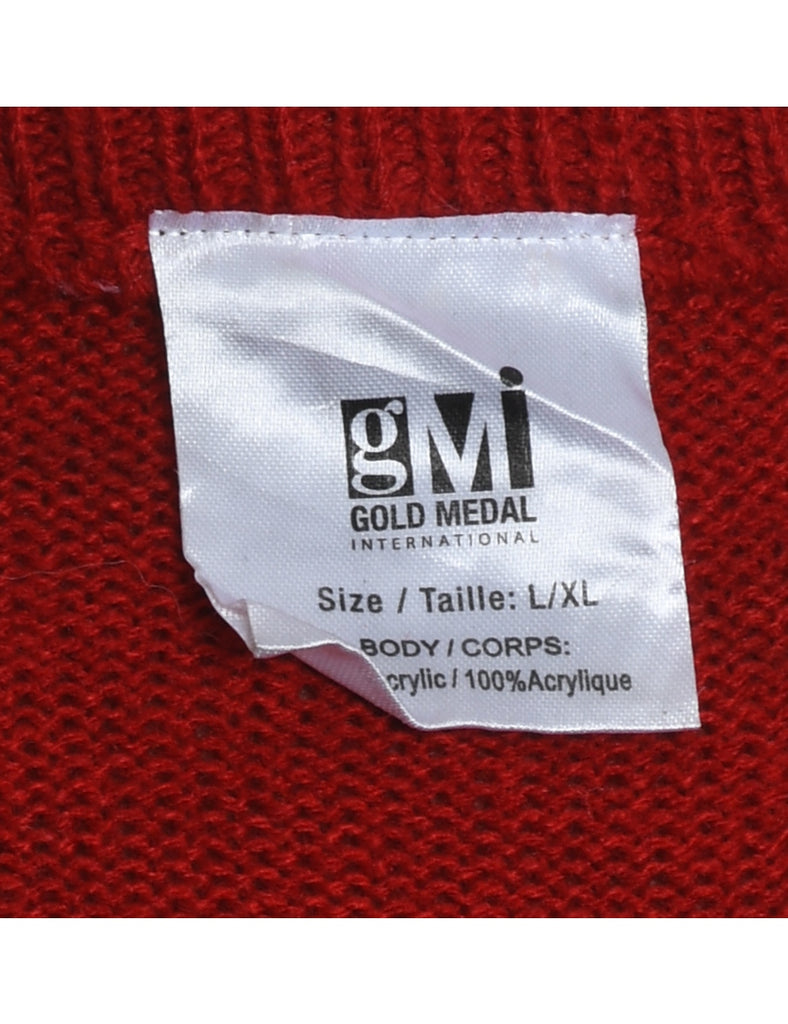 gMi
GOLD MEDAL
INTERNATIONAL
Size / Taille: L/XL
BODY / CORPS:
crylic / 100%Acrylique